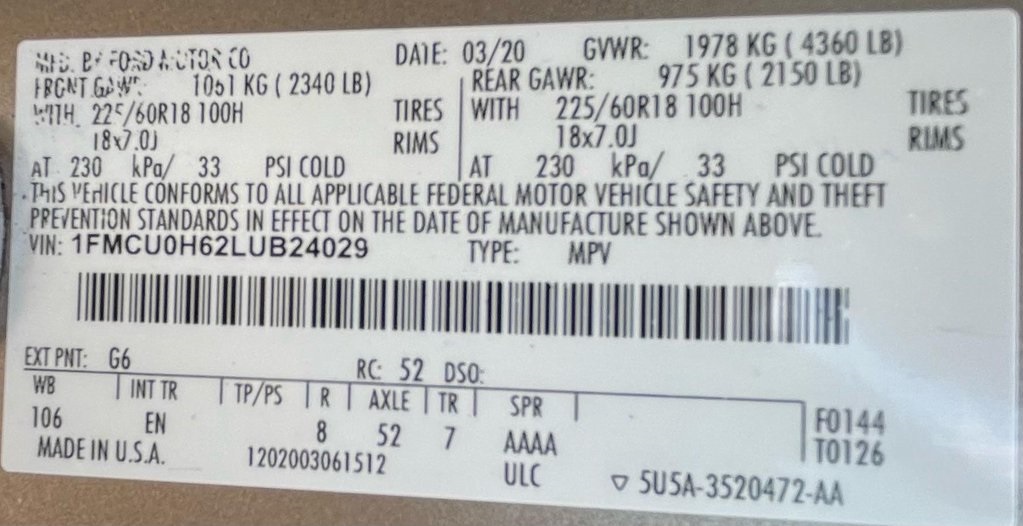 MFD. BY FORD MOTOR CO DATE: 03/20 GVWR: 1978 KG ( 4360 LB)
FRONT GAWR: 1061 KG ( 2340 LB) REAR GAWR: 975 KG ( 2150 LB)
WITH 225/60R18 100H TIRES WITH 225/60R18 100H TIRES
18x7.0J RIMS 18x7.0J RIMS
AT 230 kPa/ 33 PSI COLD AT 230 kPa/ 33 PSI COLD
THIS VEHICLE CONFORMS TO ALL APPLICABLE FEDERAL MOTOR VEHICLE SAFETY AND THEFT
PREVENTION STANDARDS IN EFFECT ON THE DATE OF MANUFACTURE SHOWN ABOVE.
VIN: 1FMCU0H62LUB24029 TYPE: MPV
EXT PNT: G6 RC: 52 DSO:
WB INT TR TP/PS R AXLE TR SPR
106 EN 8 52 7 AAAA F0144
MADE IN U.S.A. 1202003061512 ULC T0126
▽ 5U5A-3520472-AA